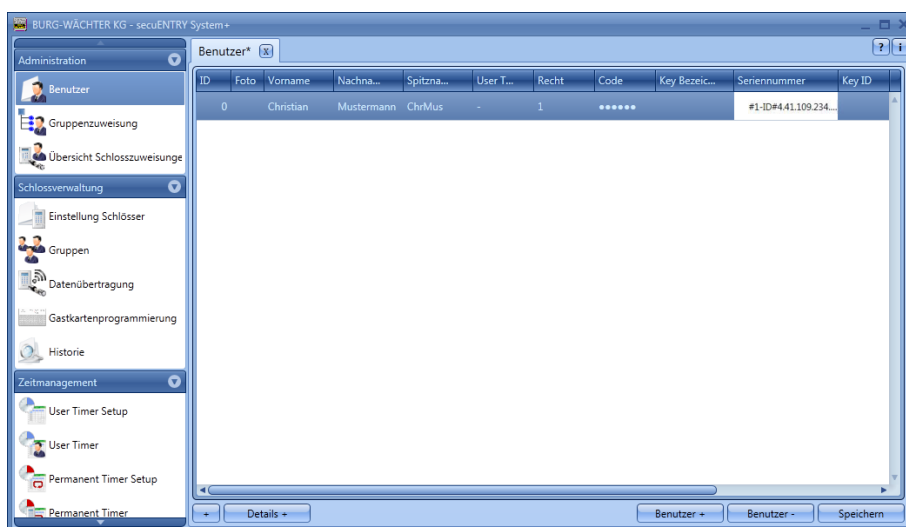 BURG-WÄCHTER KG - secuENTRY System+
Administration
Benutzer
Gruppenzuweisung
Übersicht Schlosszuweisunge
Schlossverwaltung
Einstellung Schlösser
Gruppen
Datenübertragung
Gastkartenprogrammierung
Historie
Zeitmanagement
User Timer Setup
User Timer
Permanent Timer Setup
Permanent Timer
Benutzer* x
? i
ID Foto Vorname Nachna... Spitzna... User T... Recht Code Key Bezeic... Seriennummer Key ID
0 Christian Mustermann ChrMus - 1 ●●●●●● #1-ID#4.41.109.234....
+ Details + Benutzer + Benutzer - Speichern